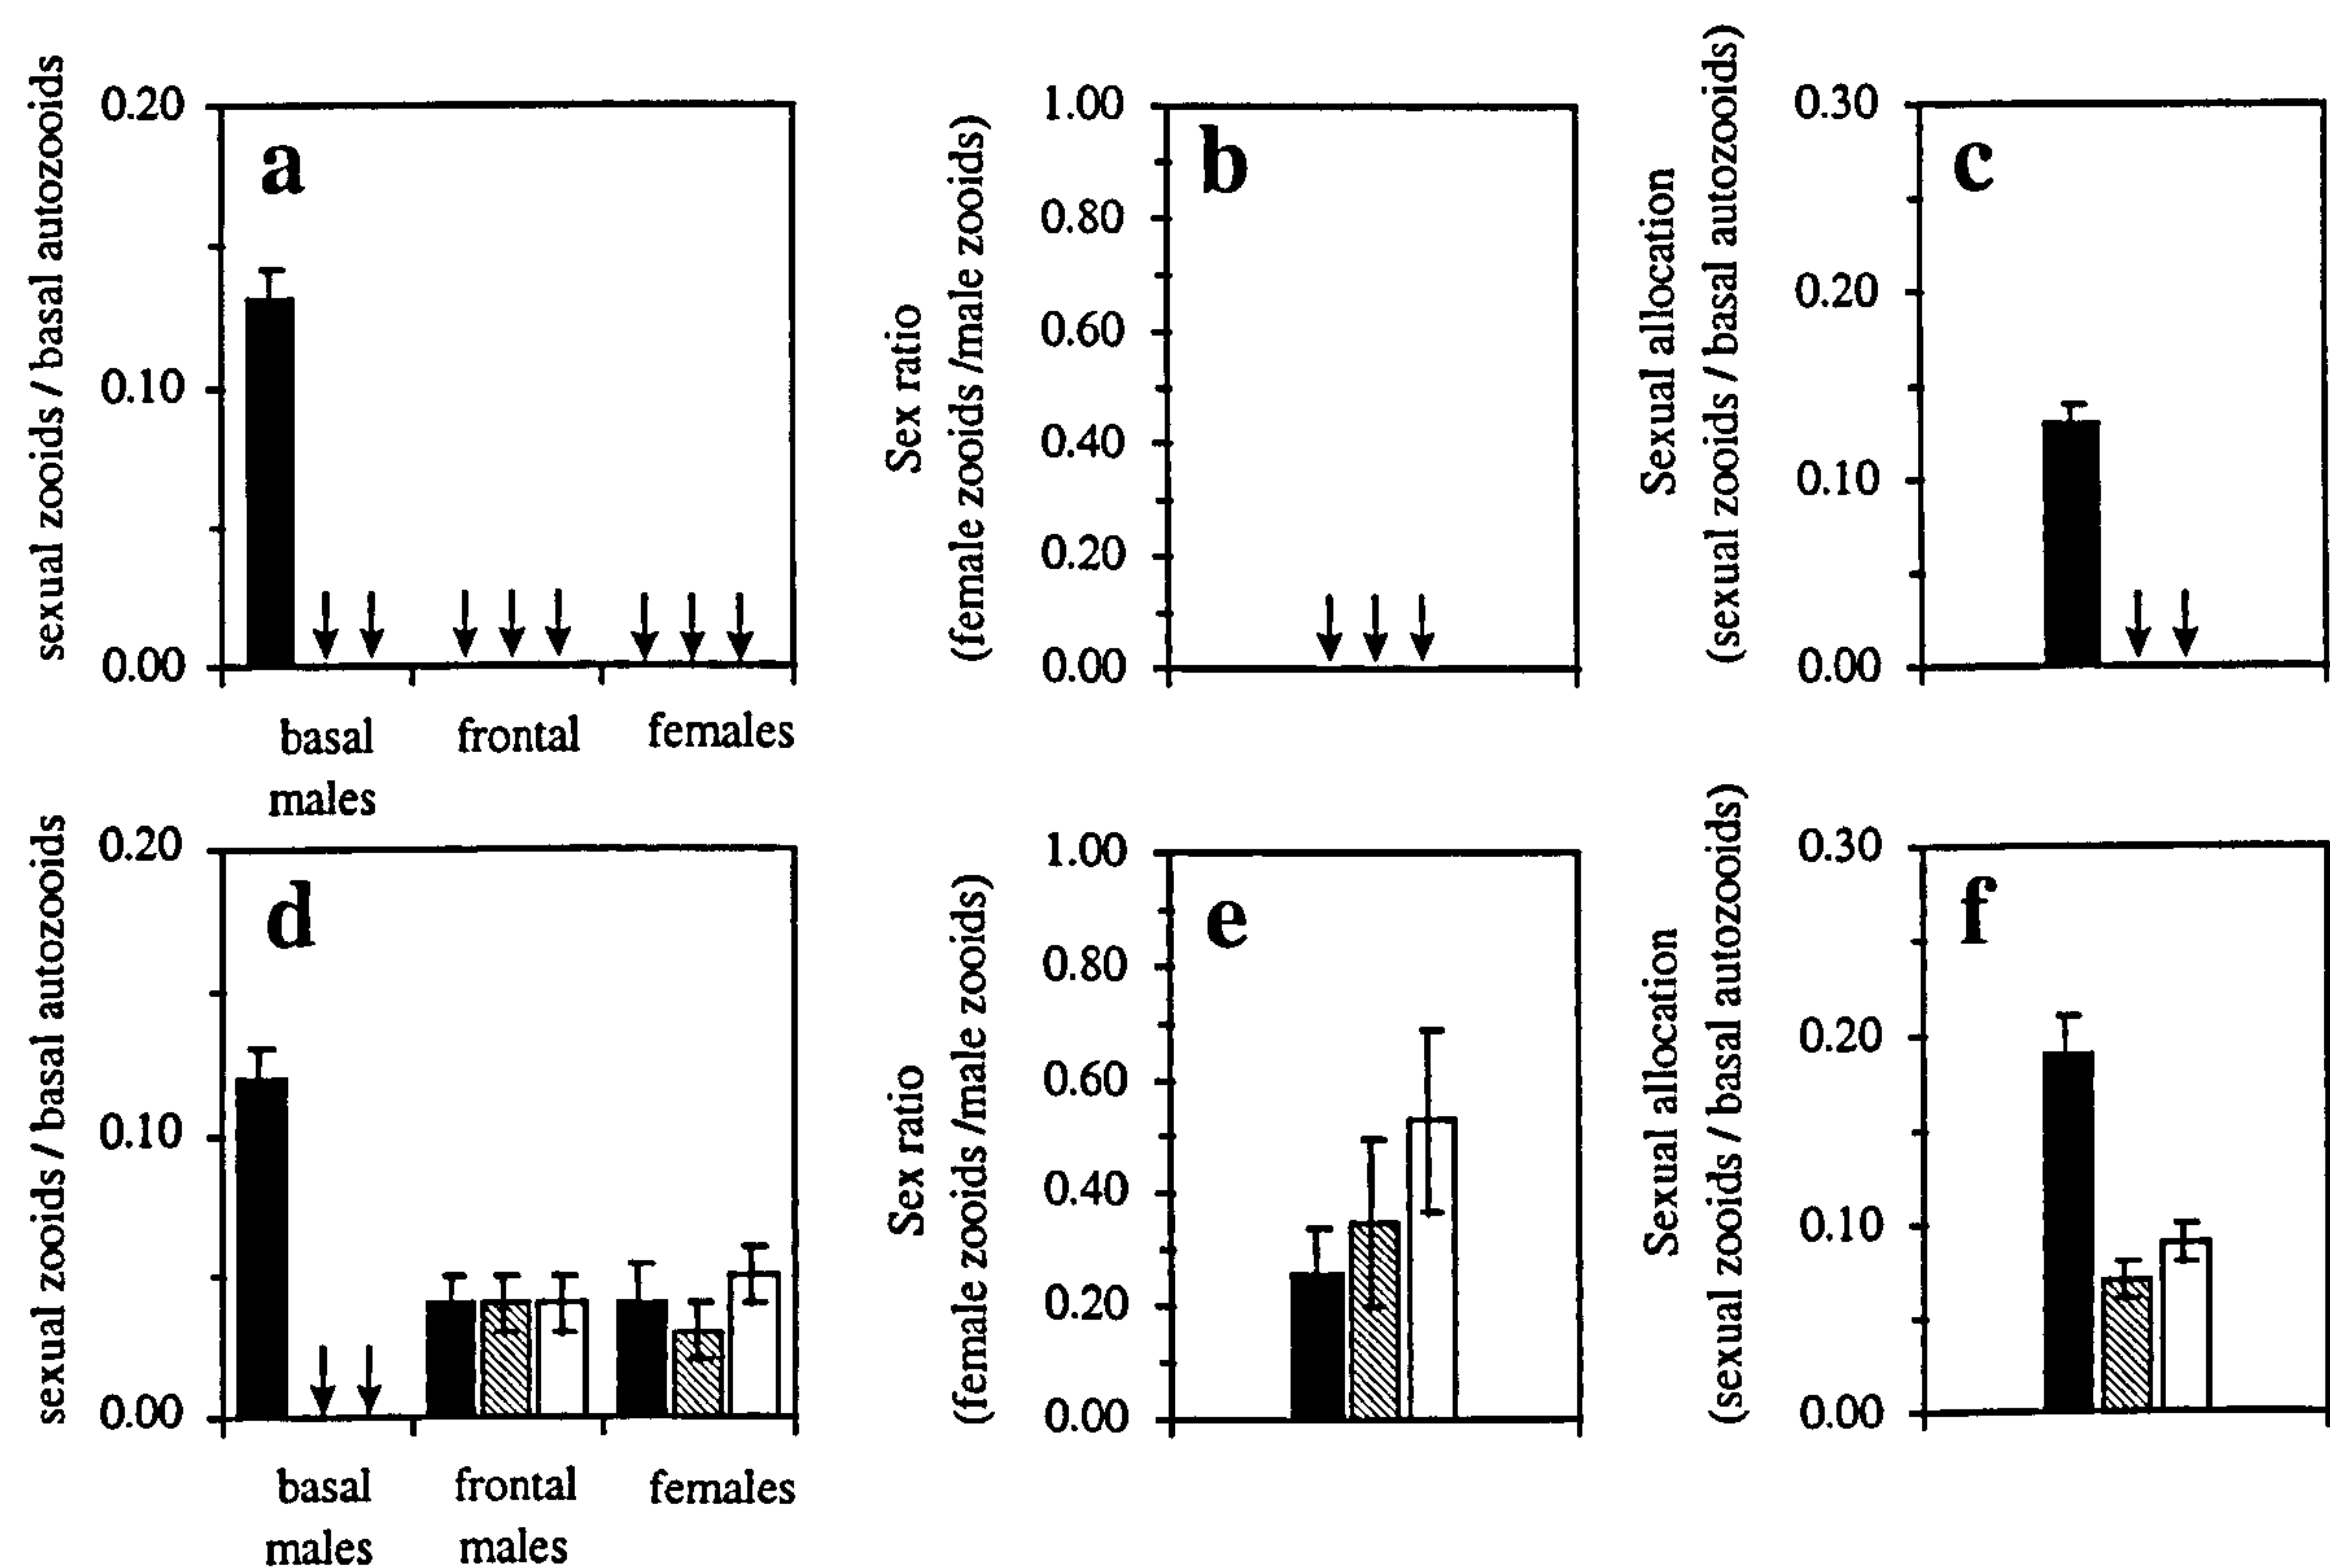 sexual zooids / basal autozooids
0.20
0.10
0.00
a
basal
males
frontal
females
Sex ratio
(female zooids /male zooids)
1.00
0.80
0.60
0.40
0.20
0.00
b
Sexual allocation
(sexual zooids / basal autozooids)
0.30
0.20
0.10
0.00
c
sexual zooids / basal autozooids
0.20
0.10
0.00
d
basal
males
frontal
males
females
Sex ratio
(female zooids /male zooids)
1.00
0.80
0.60
0.40
0.20
0.00
e
Sexual allocation
(sexual zooids / basal autozooids)
0.30
0.20
0.10
0.00
f